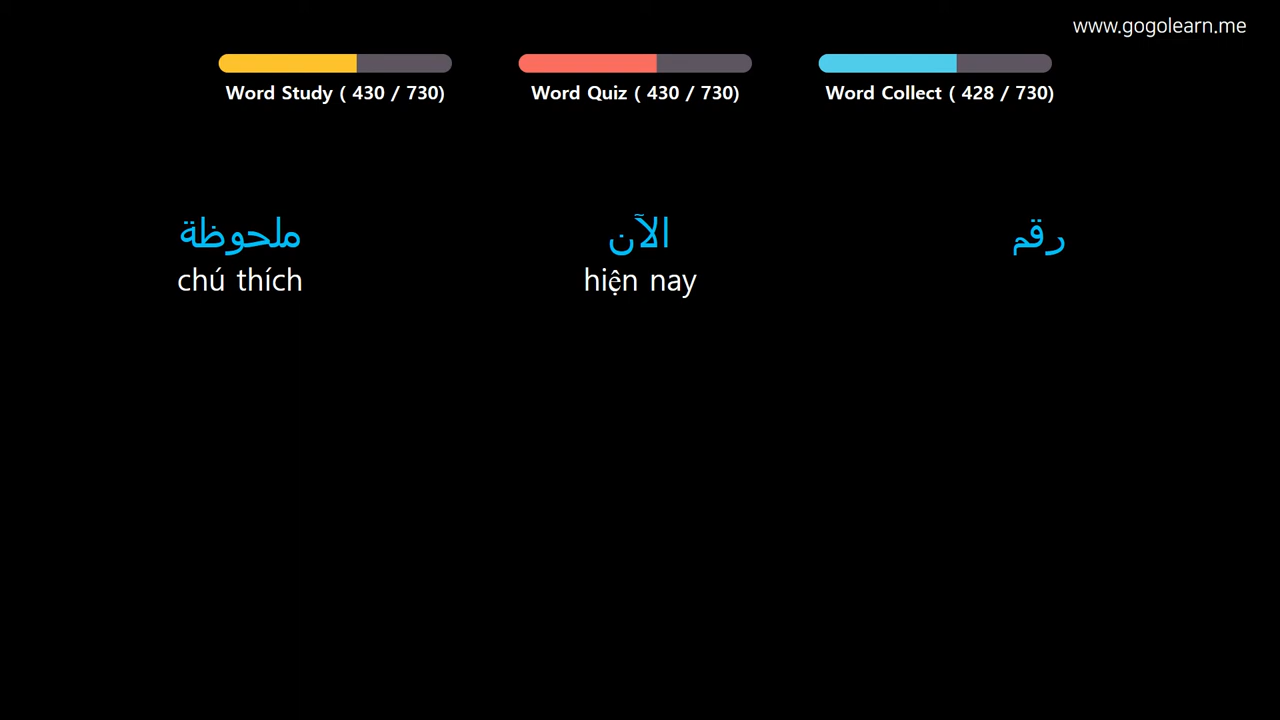 www.gogolearn.me
Word Study ( 430 / 730)
Word Quiz ( 430 / 730)
Word Collect ( 428 / 730)
ملحوظة
chú thích
الآن
hiện nay
رقم